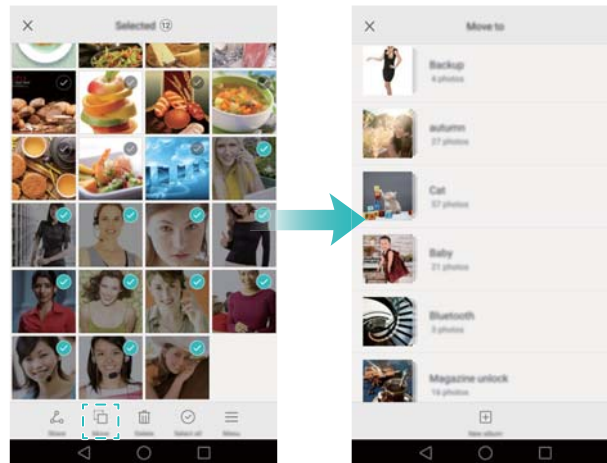 Selected 12
Share Move Delete Select all Menu
Move to
Backup
4 photos
autumn
27 photos
Cat
57 photos
Baby
21 photos
Bluetooth
3 photos
Magazine unlock
16 photos
New album